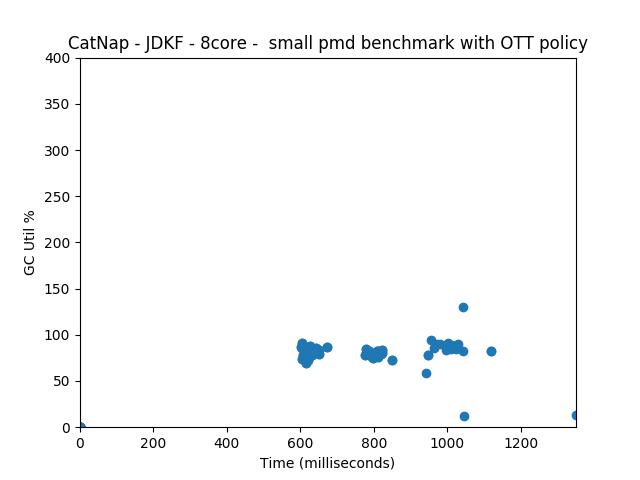 CatNap - JDKF - 8core -  small pmd benchmark with OTT policy
400
350
300
250
200
150
100
50
0
GC Util %
0 200 400 600 800 1000 1200
Time (milliseconds)